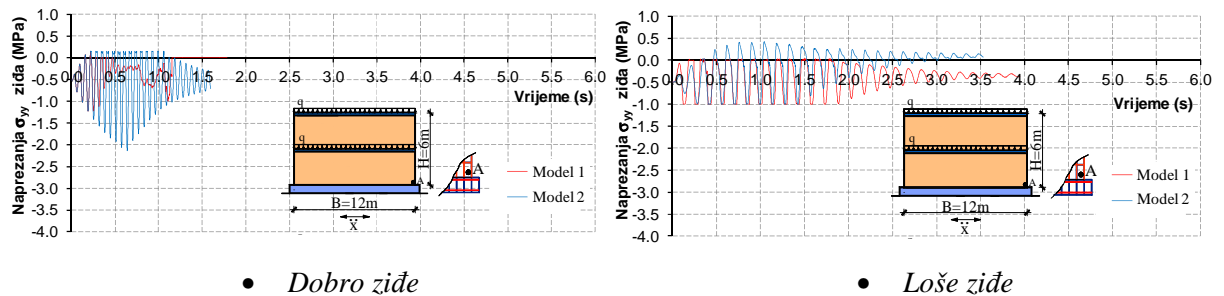 Naprezanja σyy zida (MPa)
1.0
0.5
0.0
-0.5
-1.0
-1.5
-2.0
-2.5
-3.0
-3.5
-4.0
0.0 0.5 1.0 1.5 2.0 2.5 3.0 3.5 4.0 4.5 5.0 5.5 6.0
Vrijeme (s)
q
q
H=6m
A
A
B=12m
ẍ
Model 1
Model 2
• Dobro ziđe
Naprezanja σyy zida (MPa)
1.0
0.5
0.0
-0.5
-1.0
-1.5
-2.0
-2.5
-3.0
-3.5
-4.0
0.0 0.5 1.0 1.5 2.0 2.5 3.0 3.5 4.0 4.5 5.0 5.5 6.0
Vrijeme (s)
q
q
H=6m
A
A
B=12m
ẍ
Model 1
Model 2
• Loše ziđe